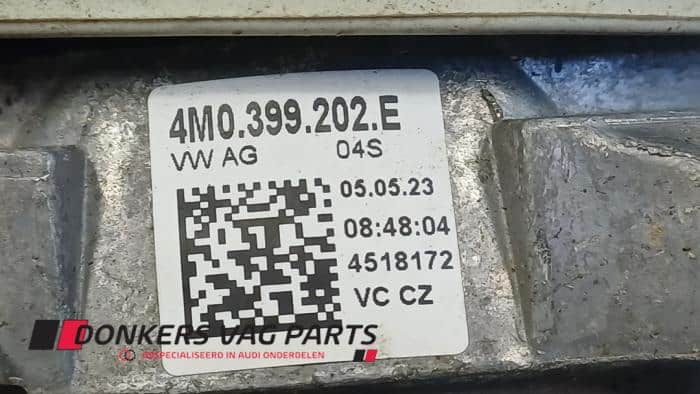 4M0.399.202.E
VW AG 04S
05.05.23
08:48:04
4518172
VC CZ
DONKERS VAG PARTS
GESPECIALISEERD IN AUDI ONDERDELEN